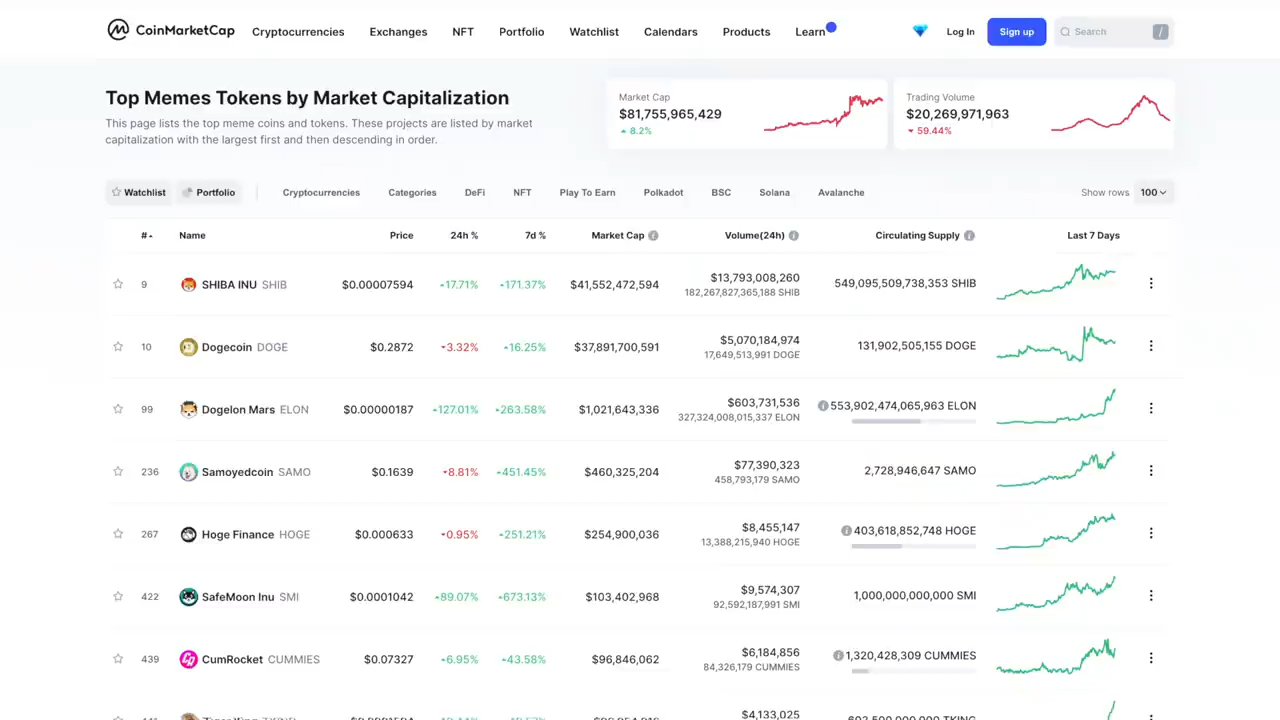 CoinMarketCap Cryptocurrencies Exchanges NFT Portfolio Watchlist Calendars Products Learn Log In Sign up Search /
Top Memes Tokens by Market Capitalization
This page lists the top meme coins and tokens. These projects are listed by market
capitalization with the largest first and then descending in order.
Market Cap
$81,755,965,429
8.2%
Trading Volume
$20,269,971,963
59.44%
Watchlist Portfolio Cryptocurrencies Categories DeFi NFT Play To Earn Polkadot BSC Solana Avalanche Show rows 100
# Name Price 24h % 7d % Market Cap Volume(24h) Circulating Supply Last 7 Days
9 SHIBA INU SHIB $0.00007594 17.71% 171.37% $41,552,472,594 $13,793,008,260 549,095,509,738,353 SHIB
182,267,827,365,188 SHIB
10 Dogecoin DOGE $0.2872 3.32% 16.25% $37,891,700,591 $5,070,184,974 131,902,505,155 DOGE
17,649,513,991 DOGE
99 Dogelon Mars ELON $0.00000187 127.01% 263.58% $1,021,643,336 $603,731,536 553,902,474,065,963 ELON
327,324,008,015,337 ELON
236 Samoyedcoin SAMO $0.1639 8.81% 451.45% $460,325,204 $77,390,323 2,728,946,647 SAMO
458,793,179 SAMO
267 Hoge Finance HOGE $0.000633 0.95% 251.21% $254,900,036 $8,455,147 403,618,852,748 HOGE
13,388,215,940 HOGE
422 SafeMoon Inu SMI $0.0001042 89.07% 673.13% $103,402,968 $9,574,307 1,000,000,000,000 SMI
92,592,187,991 SMI
439 CumRocket CUMMIES $0.07327 6.95% 43.58% $96,846,062 $6,184,856 1,320,428,309 CUMMIES
84,326,179 CUMMIES
$4,133,025